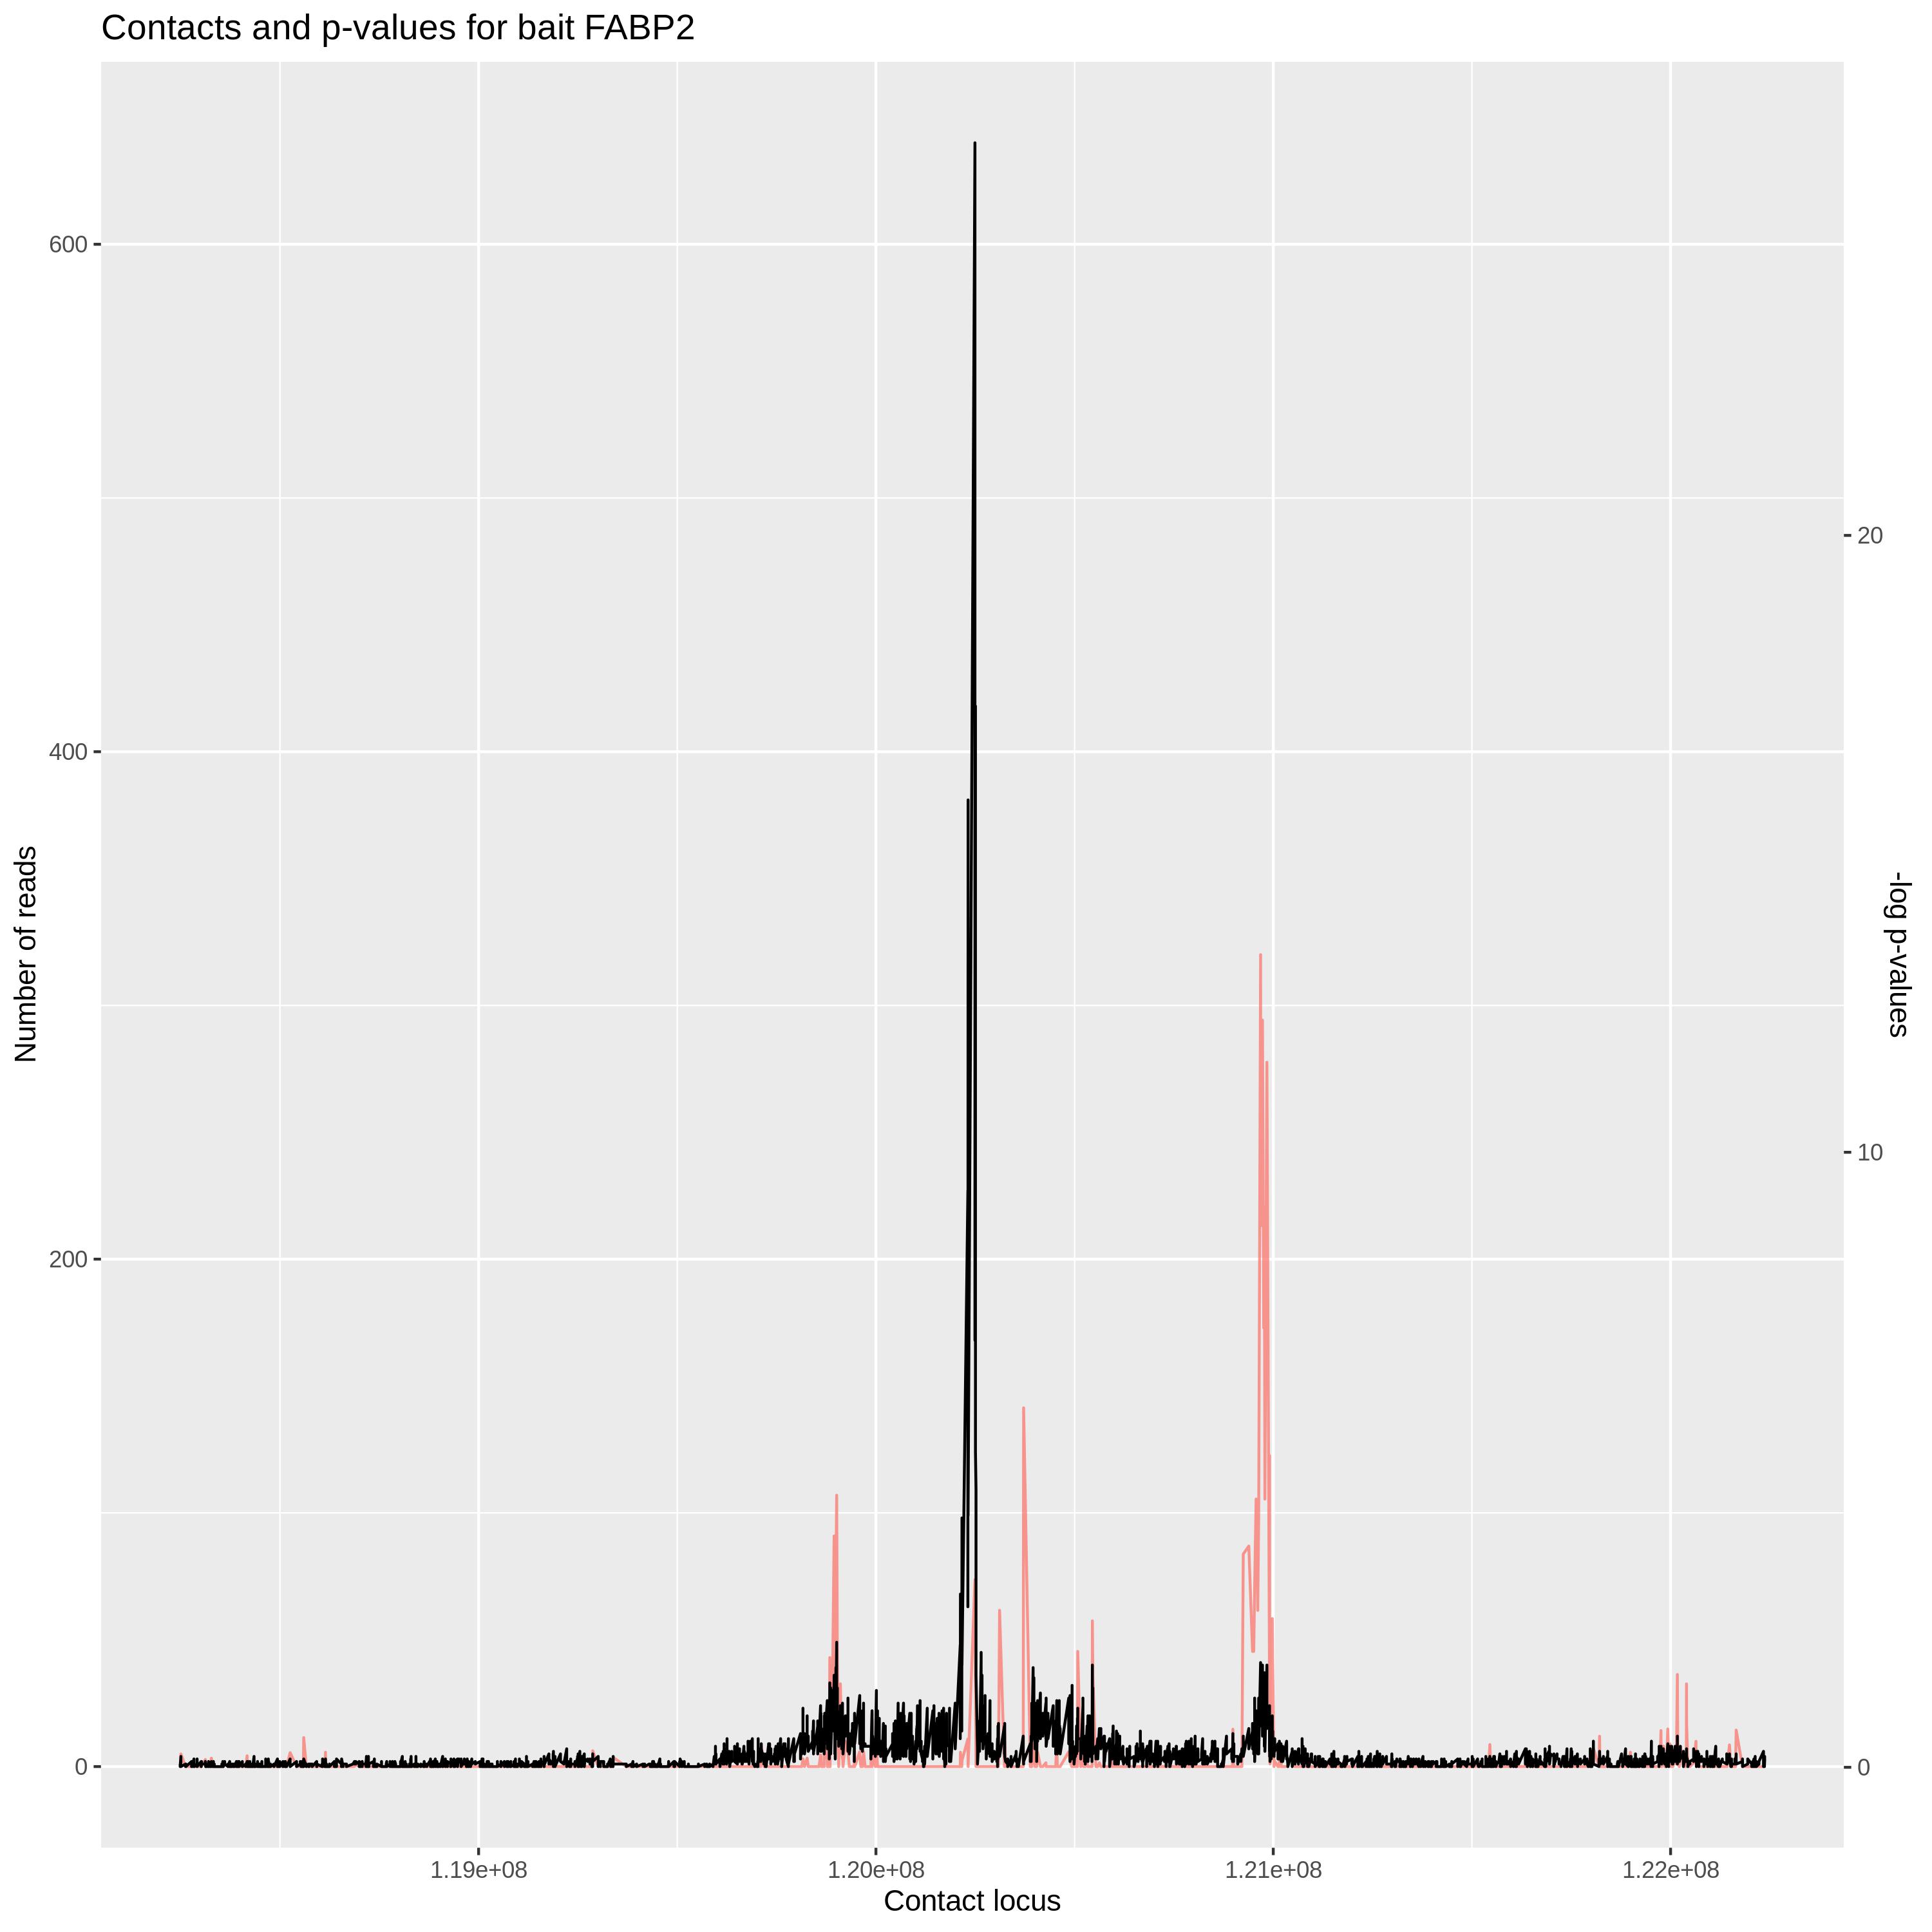 Contacts and p-values for bait FABP2
600
400
200
0
Number of reads
20
10
0
-log p-values
1.19e+08
1.20e+08
1.21e+08
1.22e+08
Contact locus